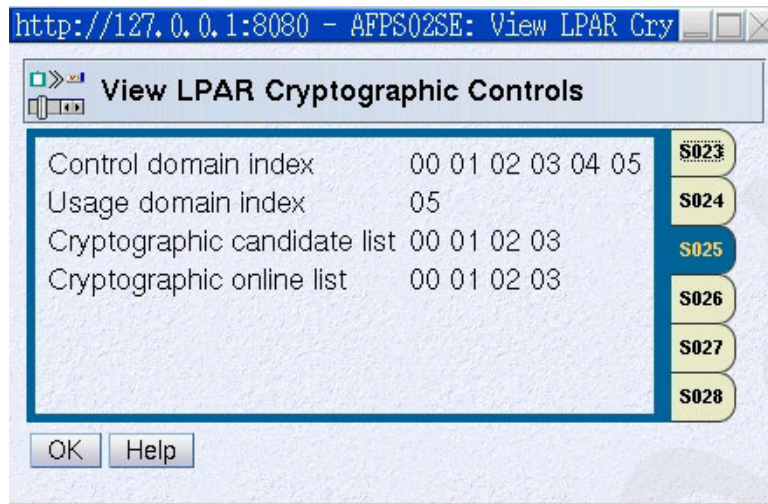 http://127.0.0.1:8080 - AFPS02SE: View LPAR Cry
View LPAR Cryptographic Controls
Control domain index 00 01 02 03 04 05
Usage domain index 05
Cryptographic candidate list 00 01 02 03
Cryptographic online list 00 01 02 03
S023
S024
S025
S026
S027
S028
OK Help